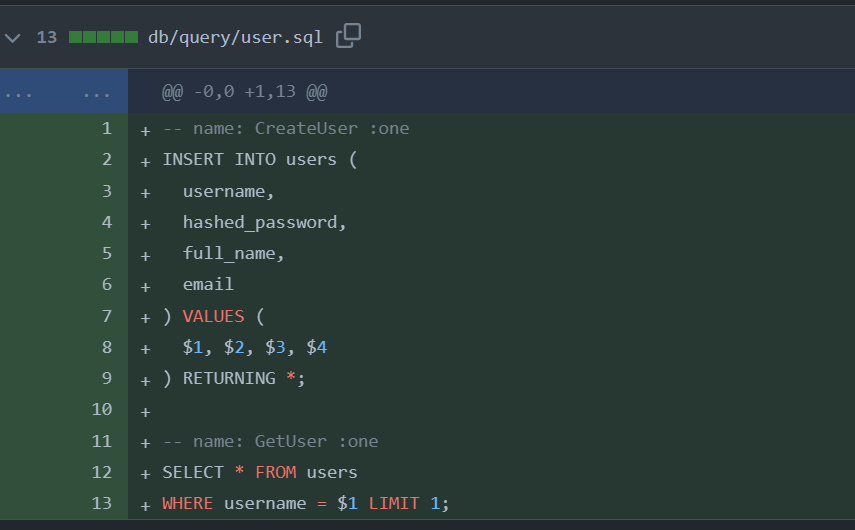 13 db/query/user.sql
... ... @@ -0,0 +1,13 @@
1 + -- name: CreateUser :one
2 + INSERT INTO users (
3 +   username,
4 +   hashed_password,
5 +   full_name,
6 +   email
7 + ) VALUES (
8 +   $1, $2, $3, $4
9 + ) RETURNING *;
10 +
11 + -- name: GetUser :one
12 + SELECT * FROM users
13 + WHERE username = $1 LIMIT 1;